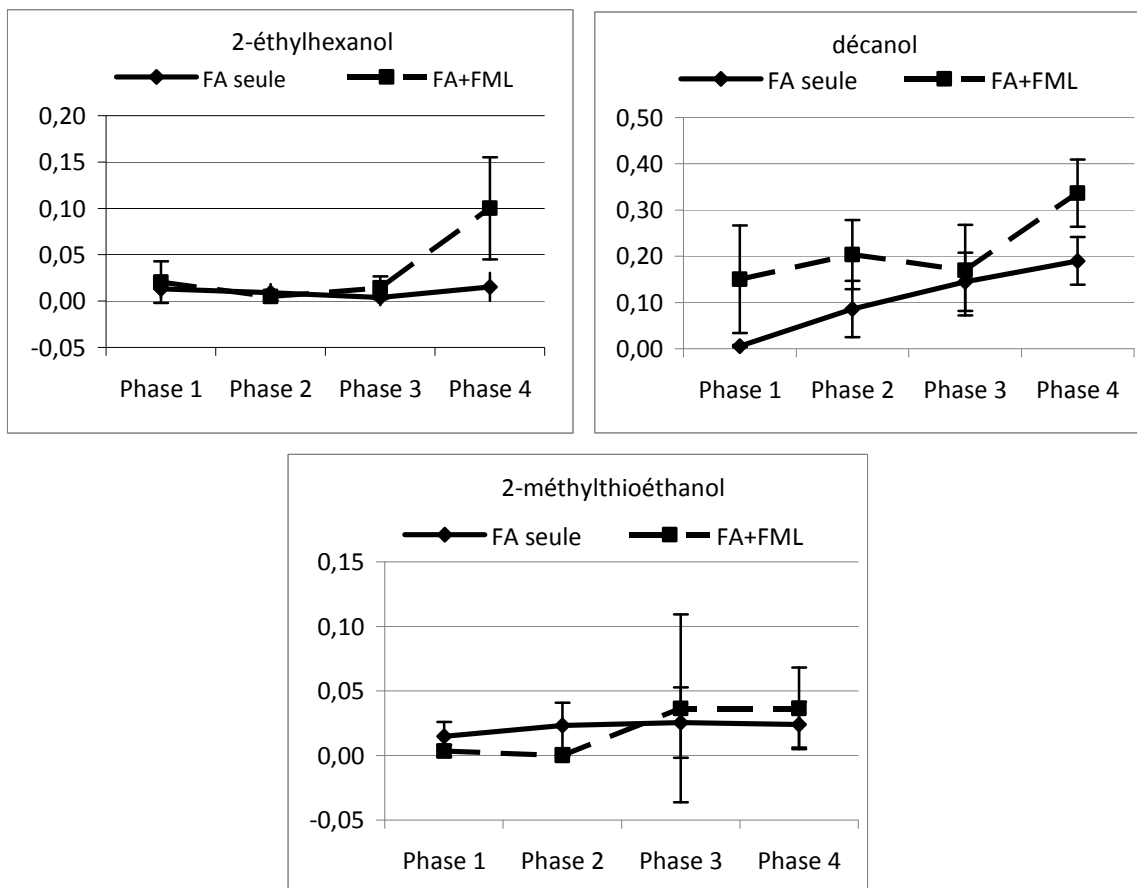 2-éthylhexanol
FA seule FA+FML
0,20
0,15
0,10
0,05
0,00
-0,05
Phase 1 Phase 2 Phase 3 Phase 4
décanol
FA seule FA+FML
0,50
0,40
0,30
0,20
0,10
0,00
Phase 1 Phase 2 Phase 3 Phase 4
2-méthylthioéthanol
FA seule FA+FML
0,15
0,10
0,05
0,00
-0,05
Phase 1 Phase 2 Phase 3 Phase 4